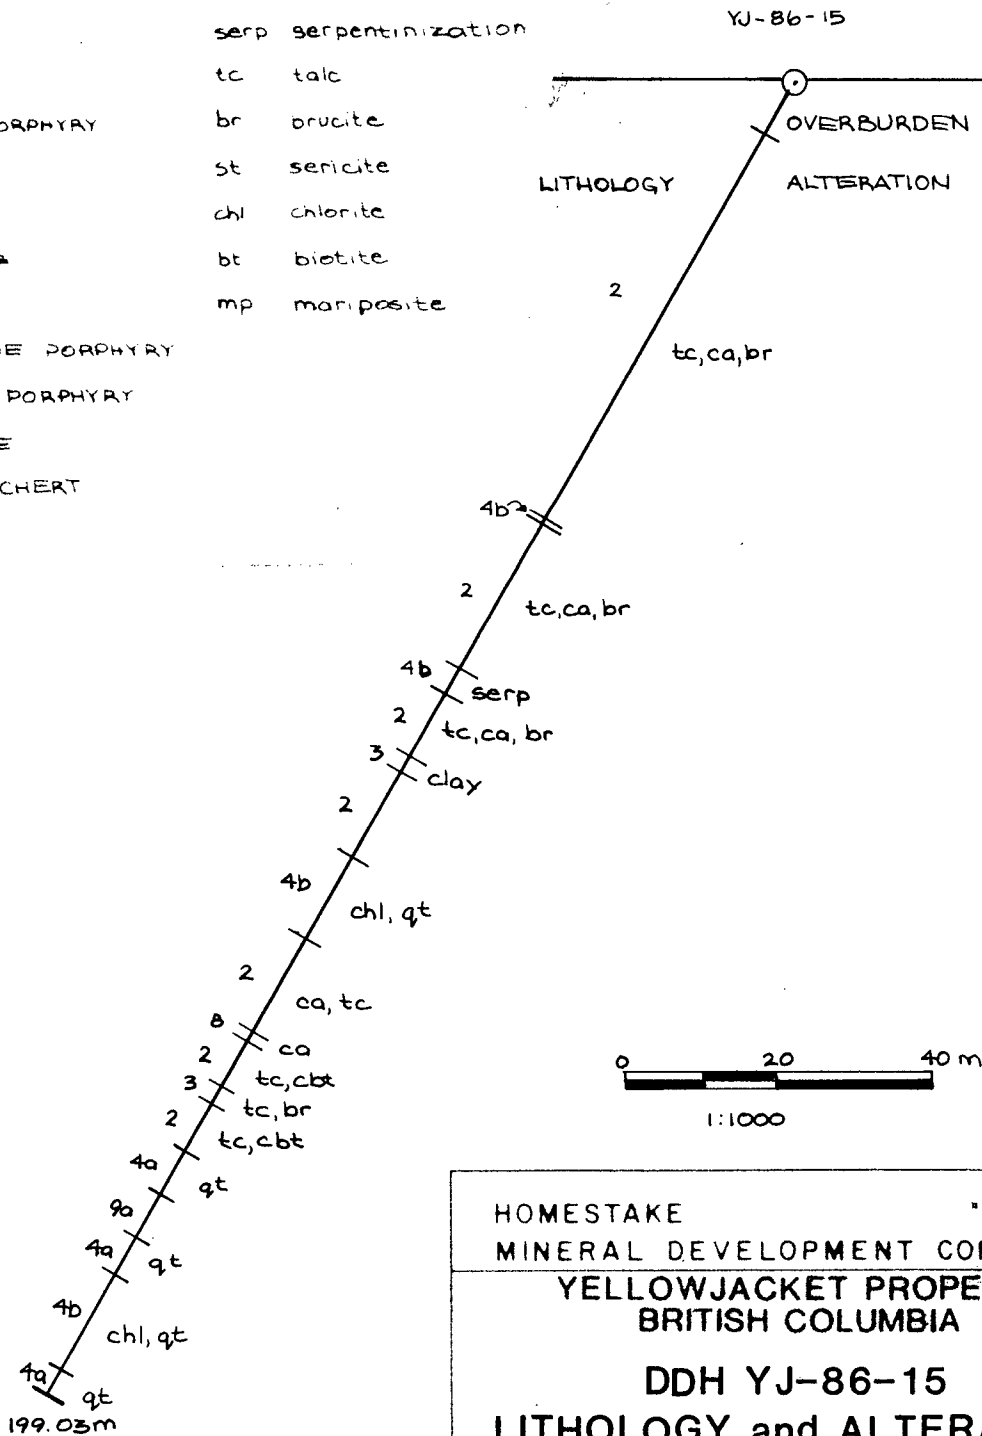 YJ-86-15
serp serpentinization
tc talc
PORPHYRY
br brucite
st sericite
chl chlorite
bt biotite
mp mariposite
E PORPHYRY
PORPHYRY
E
CHERT
OVERBURDEN
LITHOLOGY ALTERATION
2
tc, ca, br
4b
2
tc, ca, br
4b
serp
2
tc, ca, br
3
clay
2
4b
chl, qt
2
ca, tc
8
ca
2
tc, cbt
3
tc, br
2
tc, cbt
4a
qt
9a
4a
qt
4b
chl, qt
4a
qt
199.03m
0 20 40 m
1:1000
HOMESTAKE
MINERAL DEVELOPMENT CO
YELLOWJACKET PROPE
BRITISH COLUMBIA
DDH YJ-86-15
LITHOLOGY and ALTERA